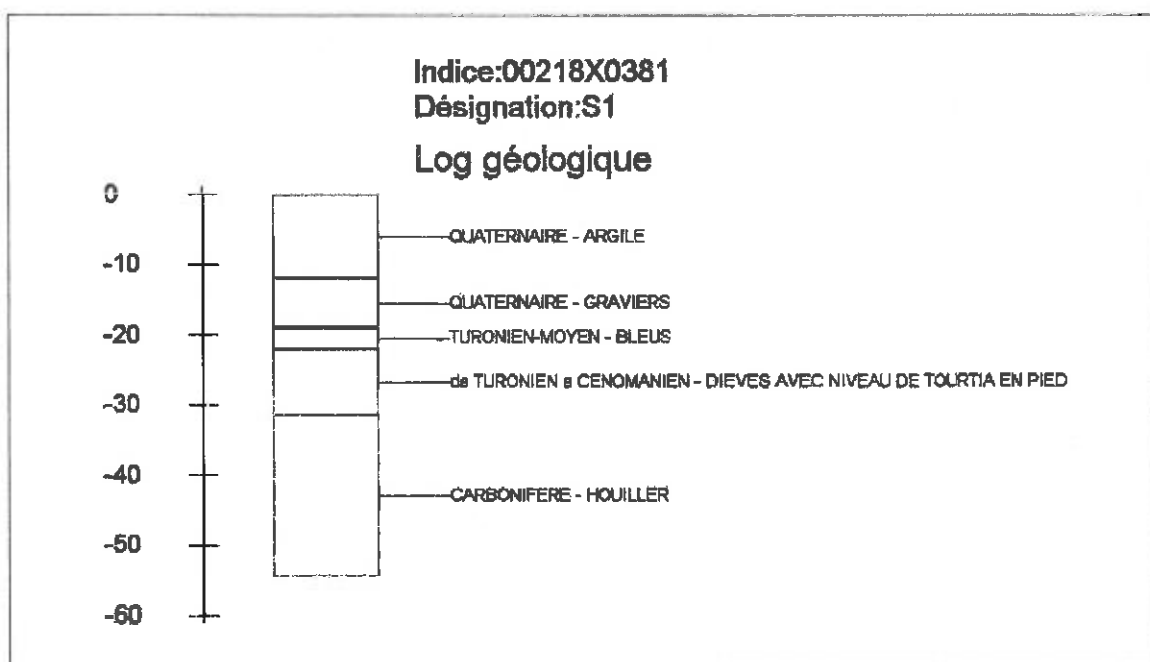 Indice:00218X0381
Désignation:S1
Log géologique
0
QUATERNAIRE - ARGILE
-10
QUATERNAIRE - GRAVIERS
-20
TURONIEN-MOYEN - BLEUS
de TURONIEN a CENOMANIEN - DIEVES AVEC NIVEAU DE TOURTIA EN PIED
-30
-40
CARBONIFERE - HOUILLER
-50
-60